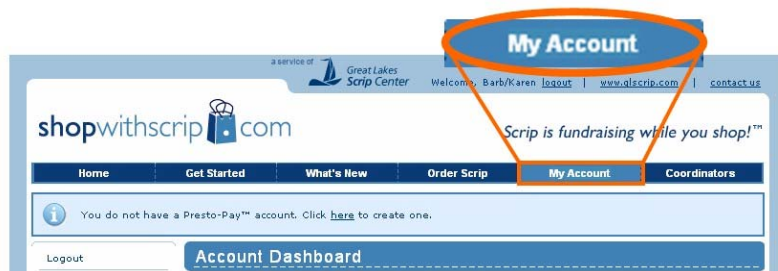 My Account
a service of Great Lakes Scrip Center
Welcome, Barb/Karen logout | www.glscrip.com | contact us
shopwithscrip com
Scrip is fundraising while you shop!™
Home Get Started What's New Order Scrip My Account Coordinators
You do not have a Presto-Pay™ account. Click here to create one.
Logout
Account Dashboard